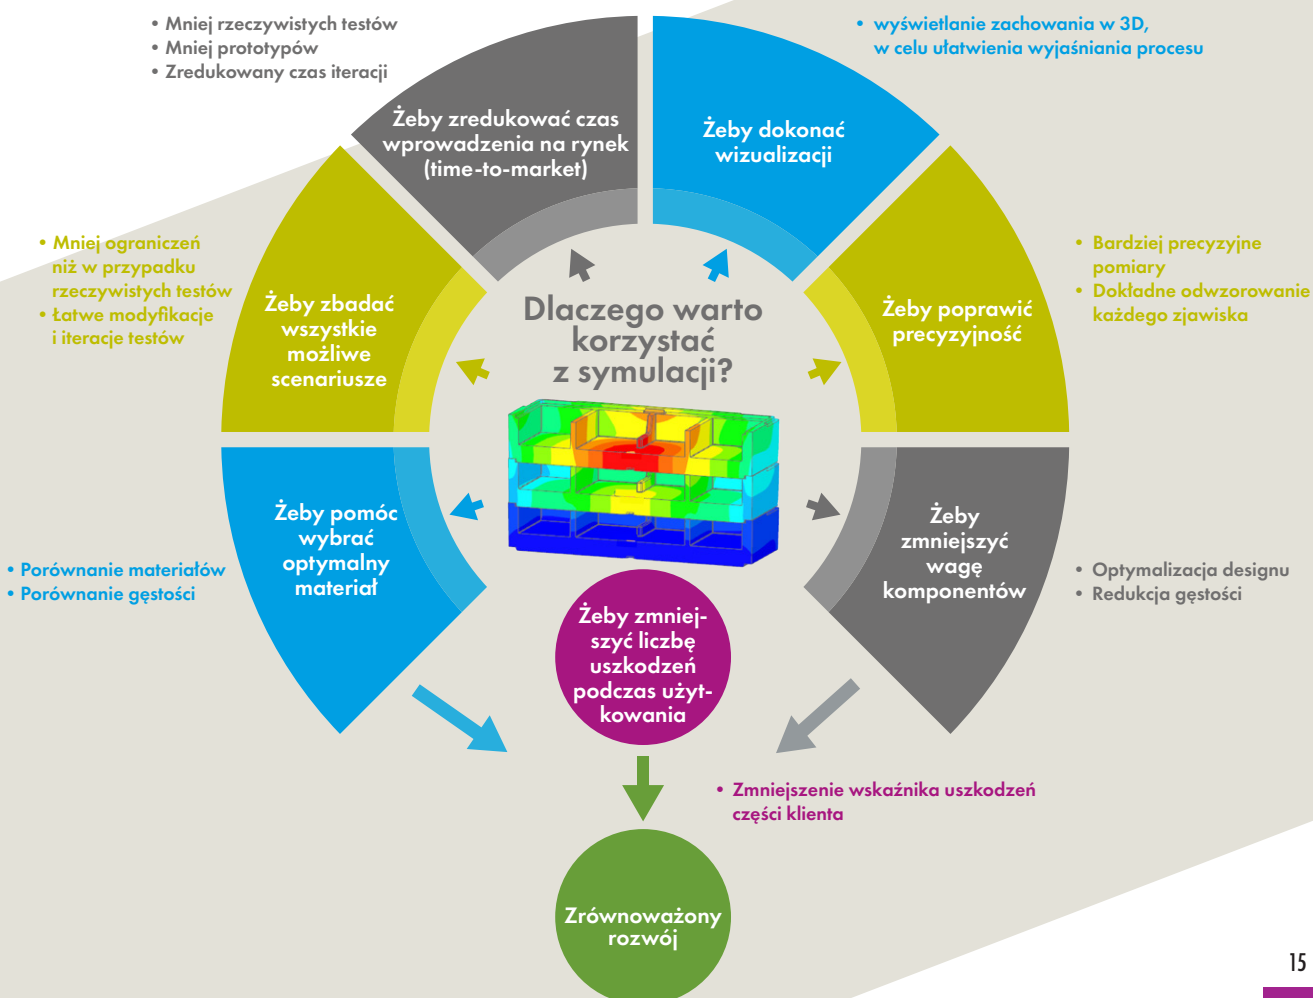 • Mniej rzeczywistych testów
• Mniej prototypów
• Zredukowany czas iteracji
• wyświetlanie zachowania w 3D,
w celu ułatwienia wyjaśniania procesu
Żeby zredukować czas
wprowadzenia na rynek
(time-to-market)
Żeby dokonać
wizualizacji
• Mniej ograniczeń
niż w przypadku
rzeczywistych testów
• Łatwe modyfikacje
i iteracje testów
Żeby zbadać
wszystkie
możliwe
scenariusze
Dlaczego warto
korzystać
z symulacji?
Żeby poprawić
precyzyjność
• Bardziej precyzyjne
pomiary
• Dokładne odwzorowanie
każdego zjawiska
• Porównanie materiałów
• Porównanie gęstości
Żeby pomóc
wybrać
optymalny
materiał
Żeby
zmniejszyć
wagę
komponentów
• Optymalizacja designu
• Redukcja gęstości
Żeby zmniej-
szyć liczbę
uszkodzeń
podczas użyt-
kowania
• Zmniejszenie wskaźnika uszkodzeń
części klienta
Zrównoważony
rozwój
15